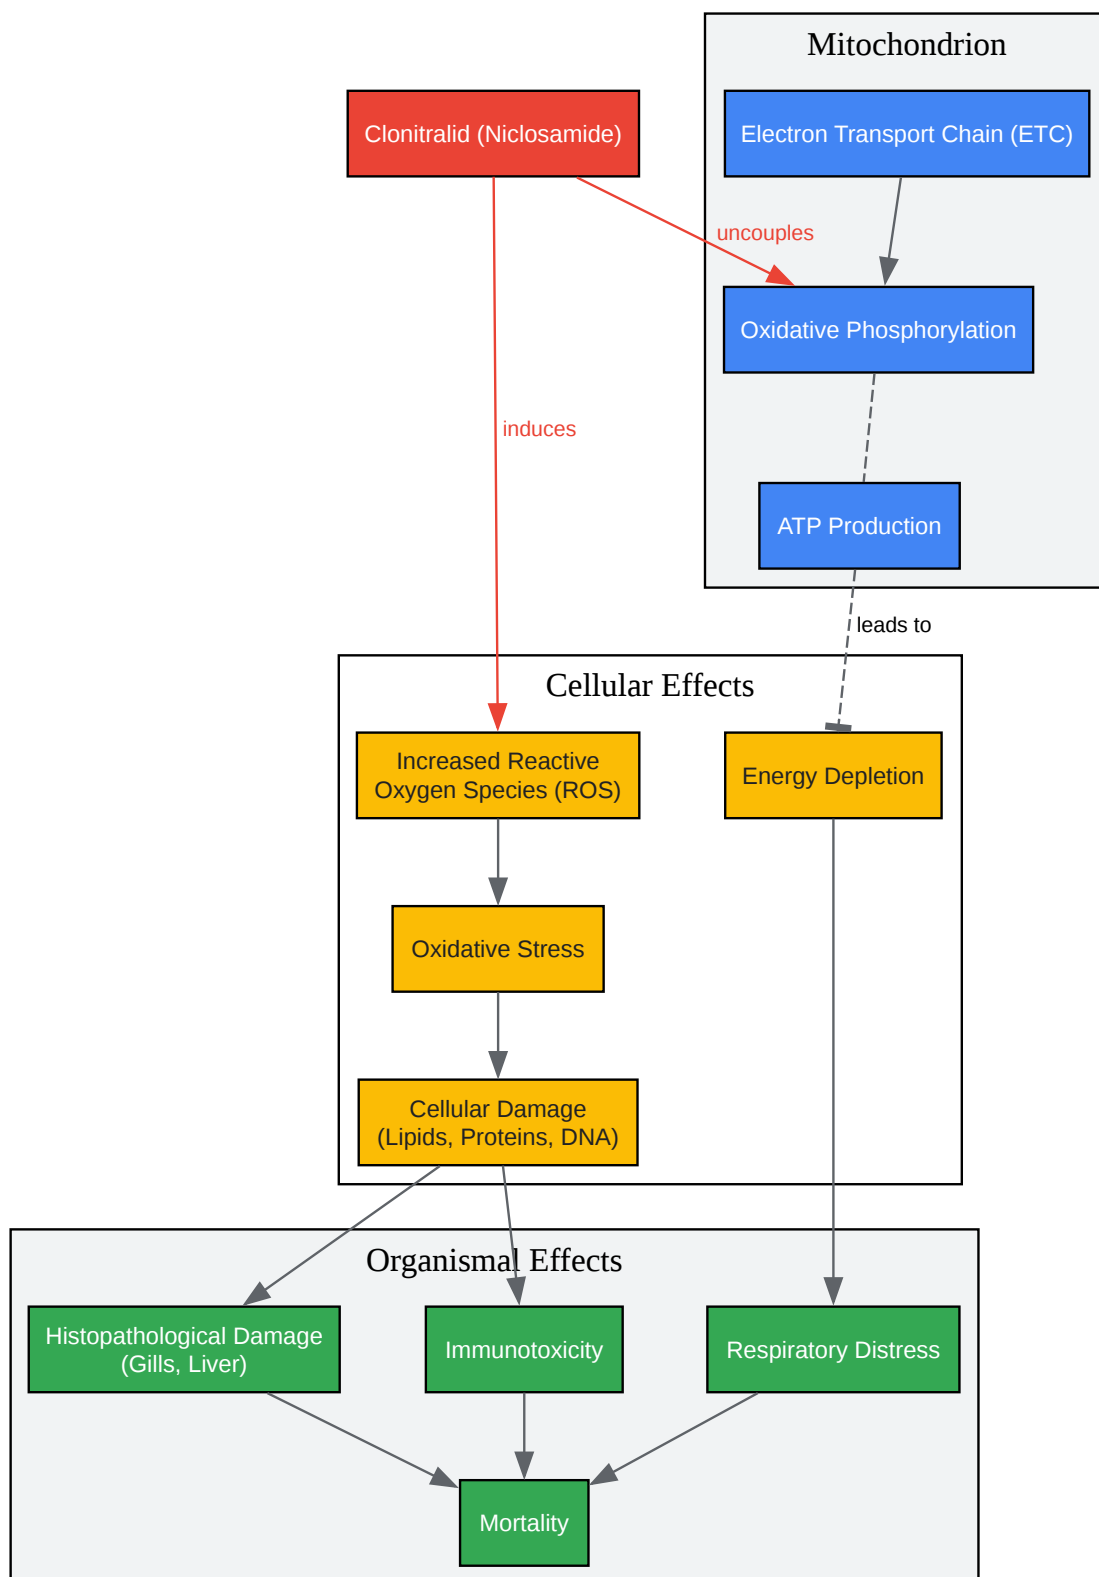 Mitochondrion
Clonitralid (Niclosamide)
Electron Transport Chain (ETC)
uncouples
Oxidative Phosphorylation
induces
ATP Production
leads to
Cellular Effects
Increased Reactive
Oxygen Species (ROS)
Energy Depletion
Oxidative Stress
Cellular Damage
(Lipids, Proteins, DNA)
Organismal Effects
Histopathological Damage
(Gills, Liver)
Immunotoxicity
Respiratory Distress
Mortality